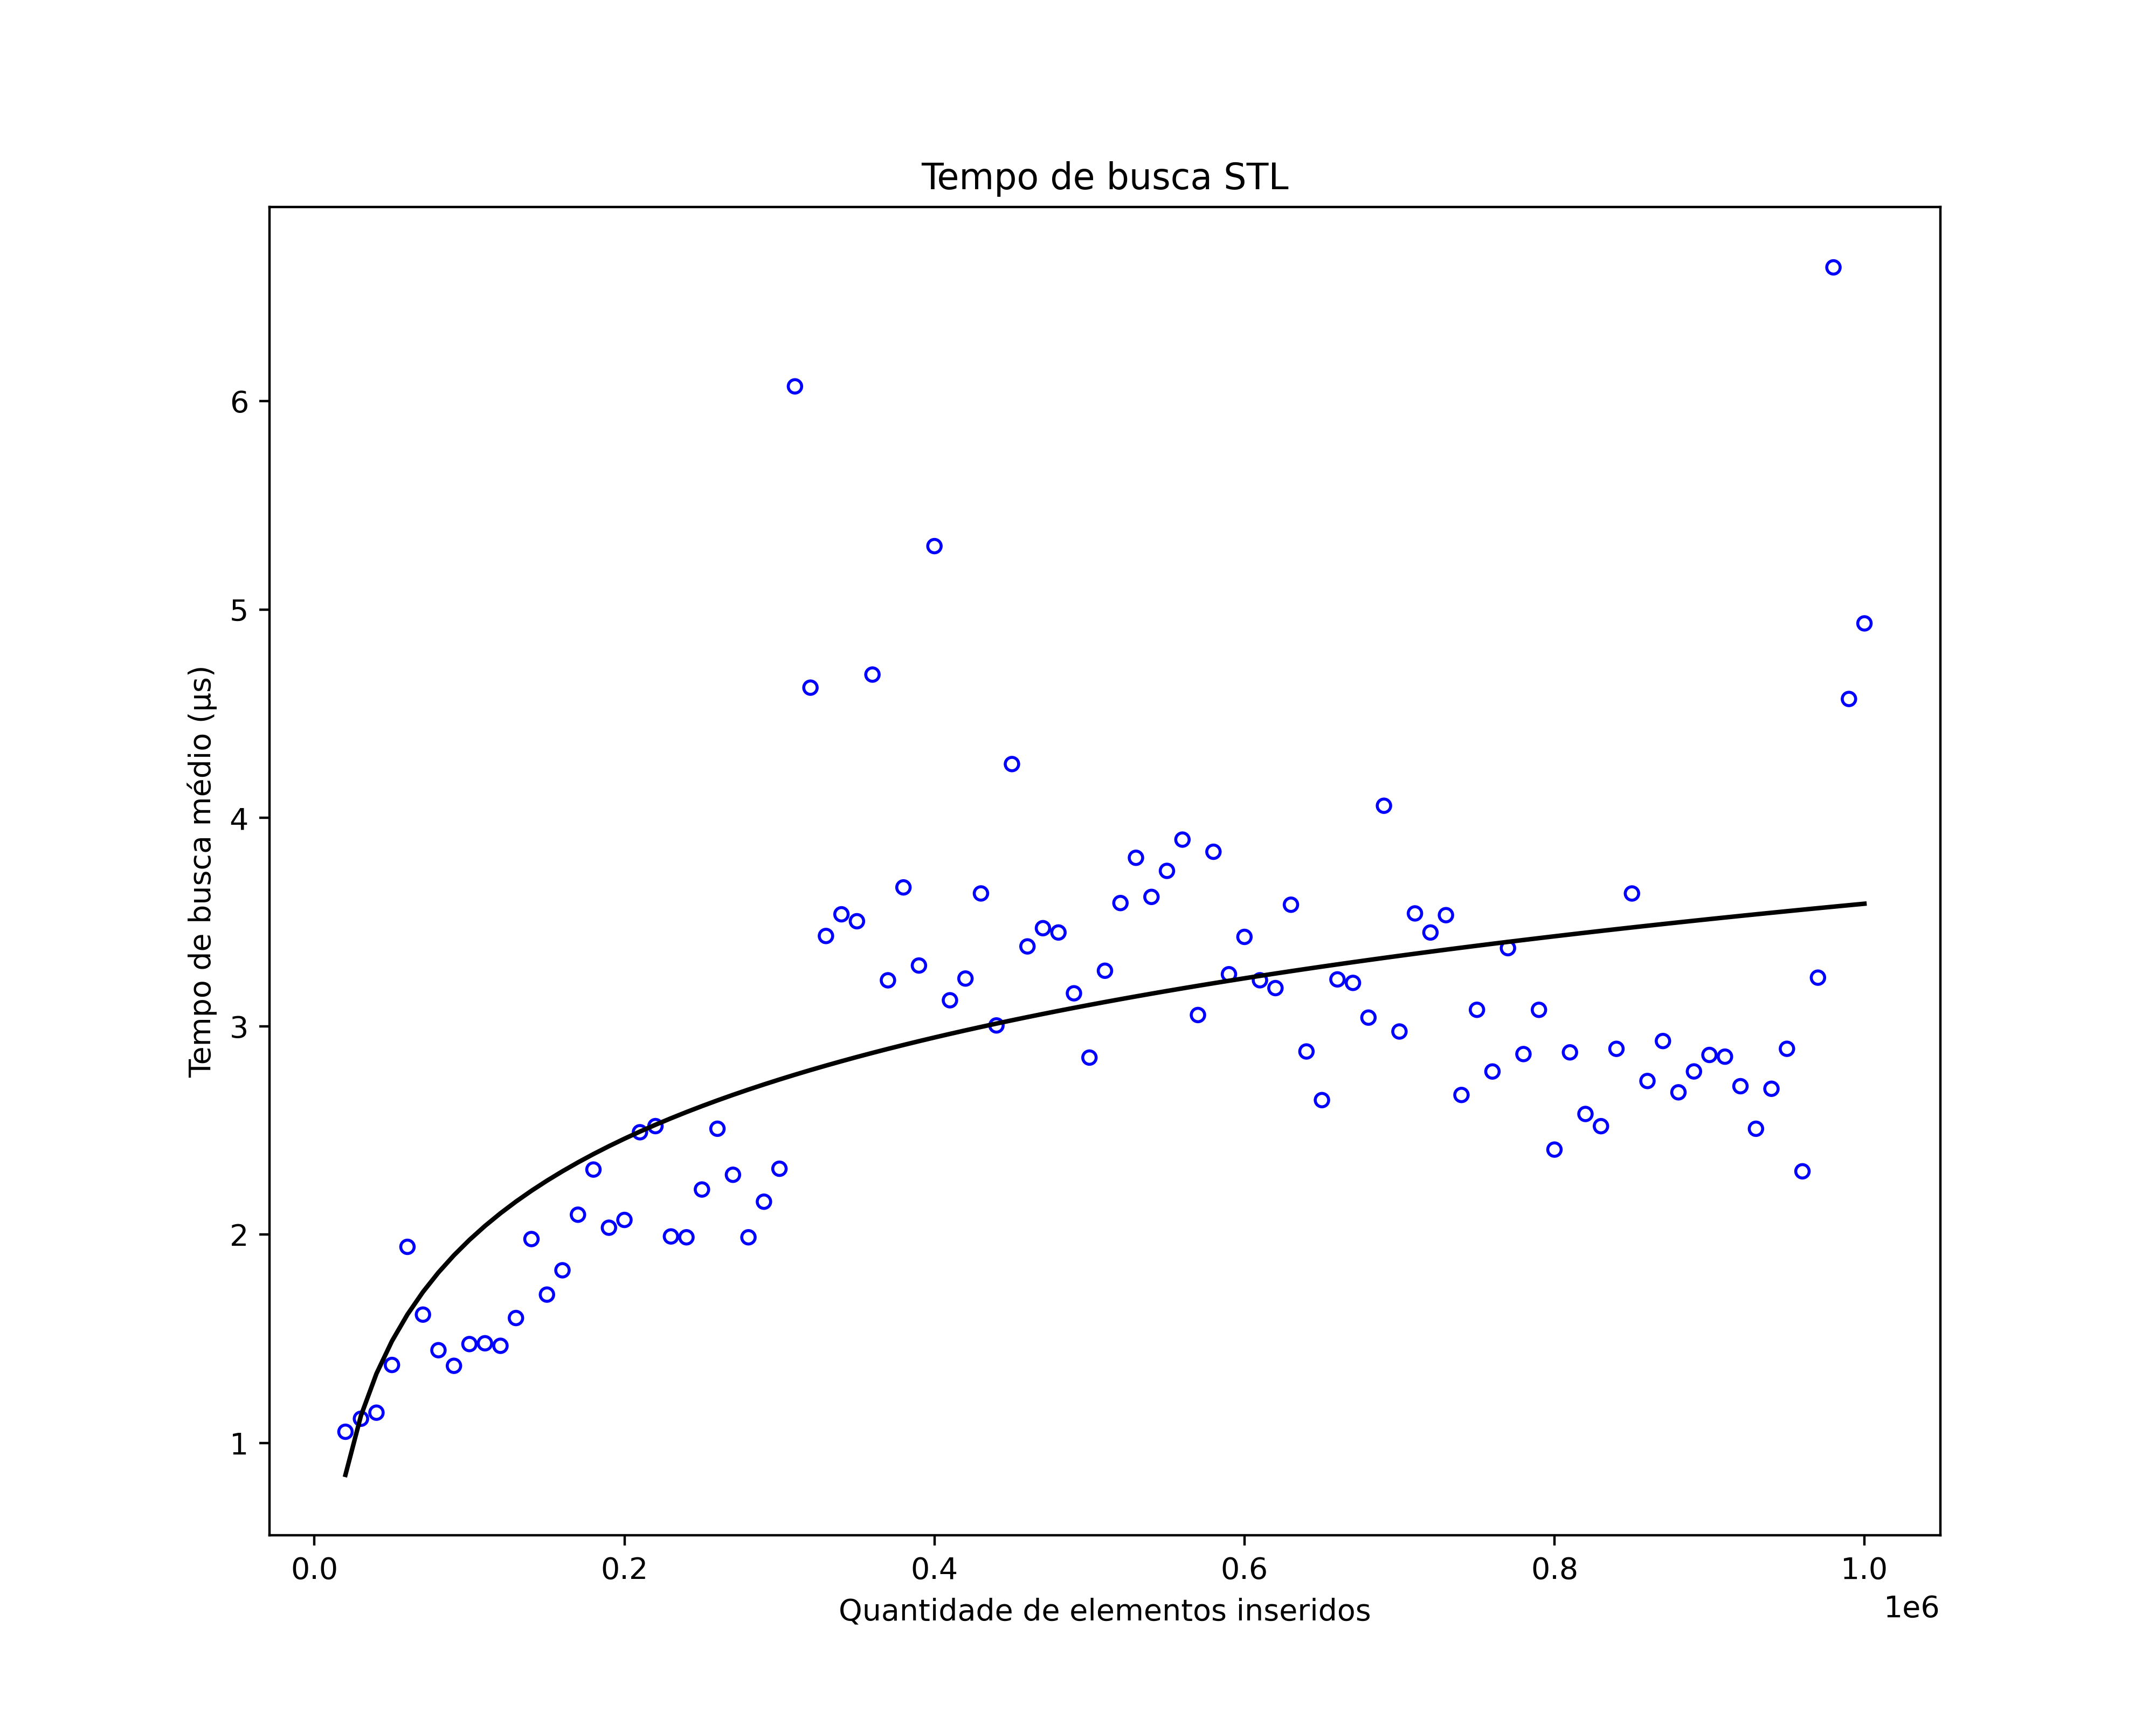 Tempo de busca STL
Tempo de busca médio (µs)
6
5
4
3
2
1
0.0 0.2 0.4 0.6 0.8 1.0
Quantidade de elementos inseridos
1e6